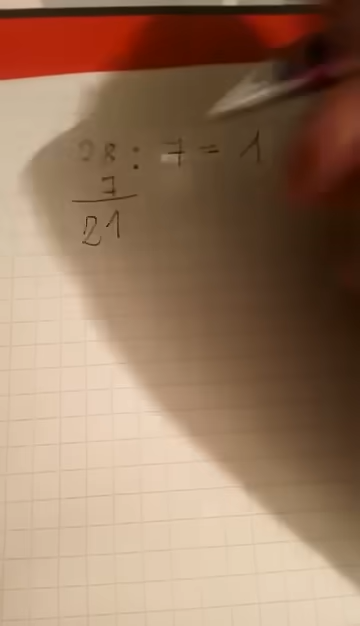 28 : 7 = 1
7
21